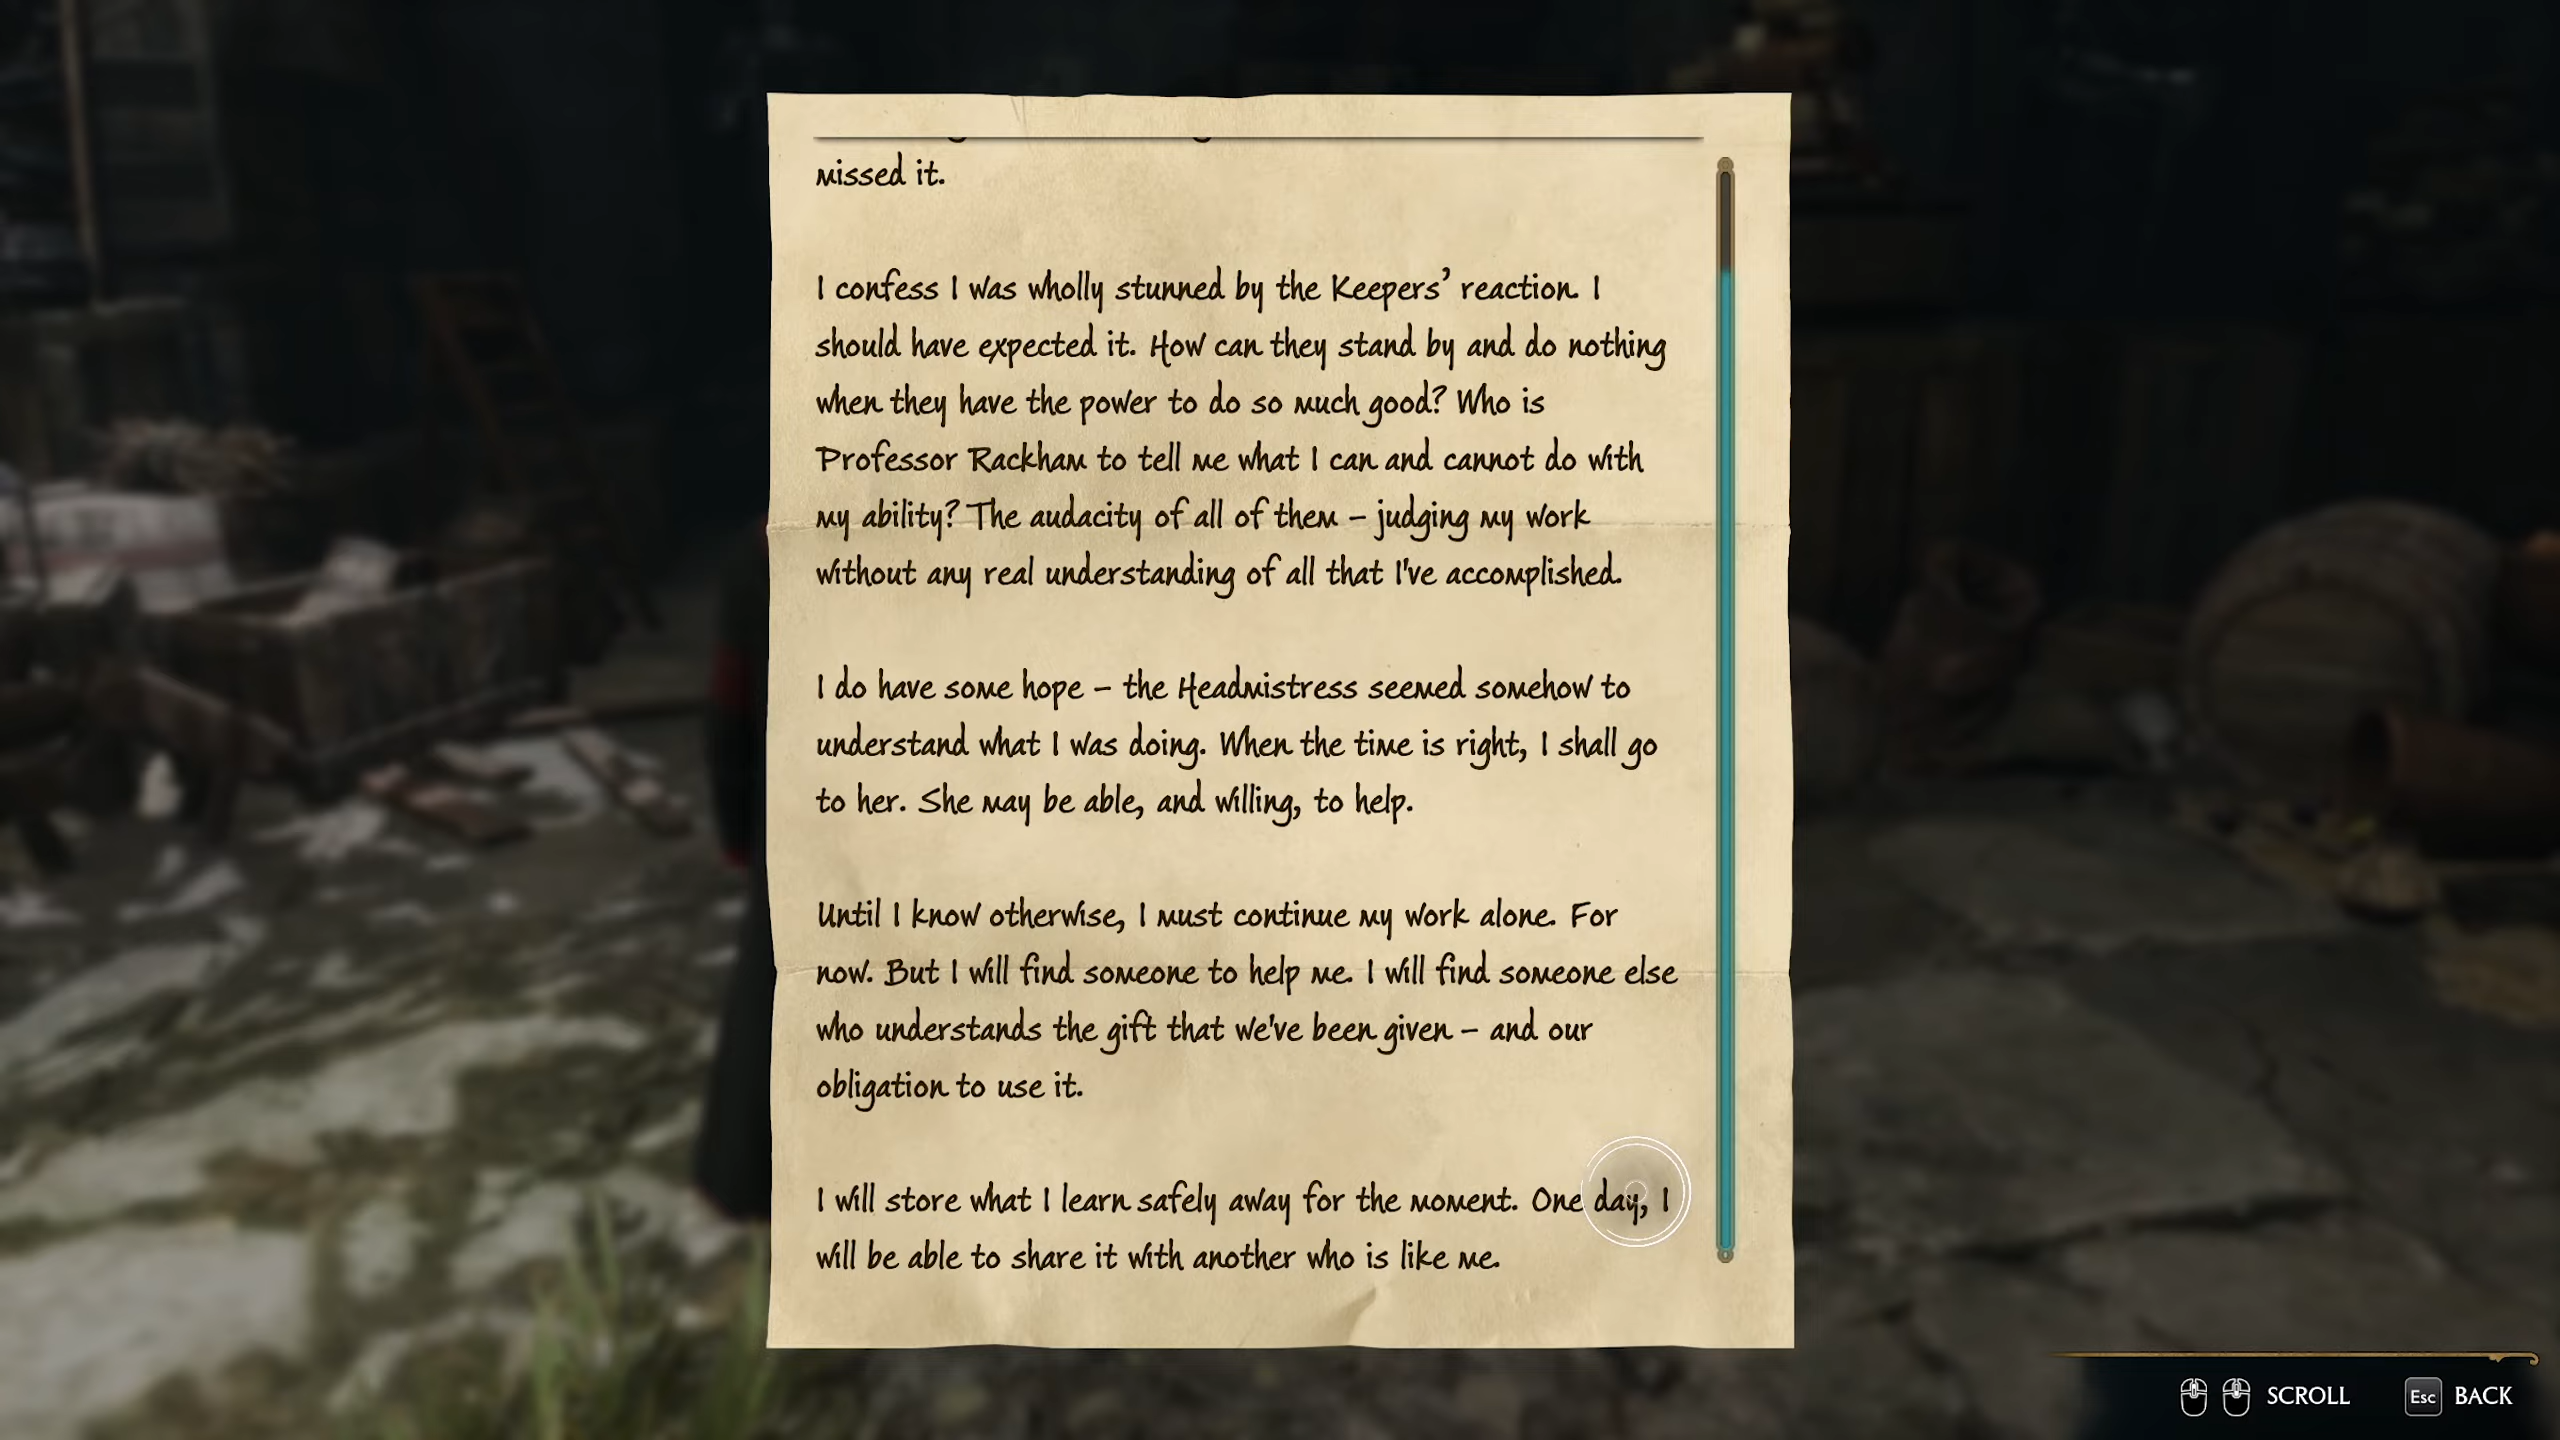 missed it.
I confess I was wholly stunned by the Keepers’ reaction. I
should have expected it. How can they stand by and do nothing
when they have the power to do so much good? Who is
Professor Rackham to tell me what I can and cannot do with
my ability? The audacity of all of them – judging my work
without any real understanding of all that I've accomplished.
I do have some hope – the Headmistress seemed somehow to
understand what I was doing. When the time is right, I shall go
to her. She may be able, and willing, to help.
Until I know otherwise, I must continue my work alone. For
now. But I will find someone to help me. I will find someone else
who understands the gift that we've been given – and our
obligation to use it.
I will store what I learn safely away for the moment. One day, I
will be able to share it with another who is like me.
SCROLL
Esc BACK